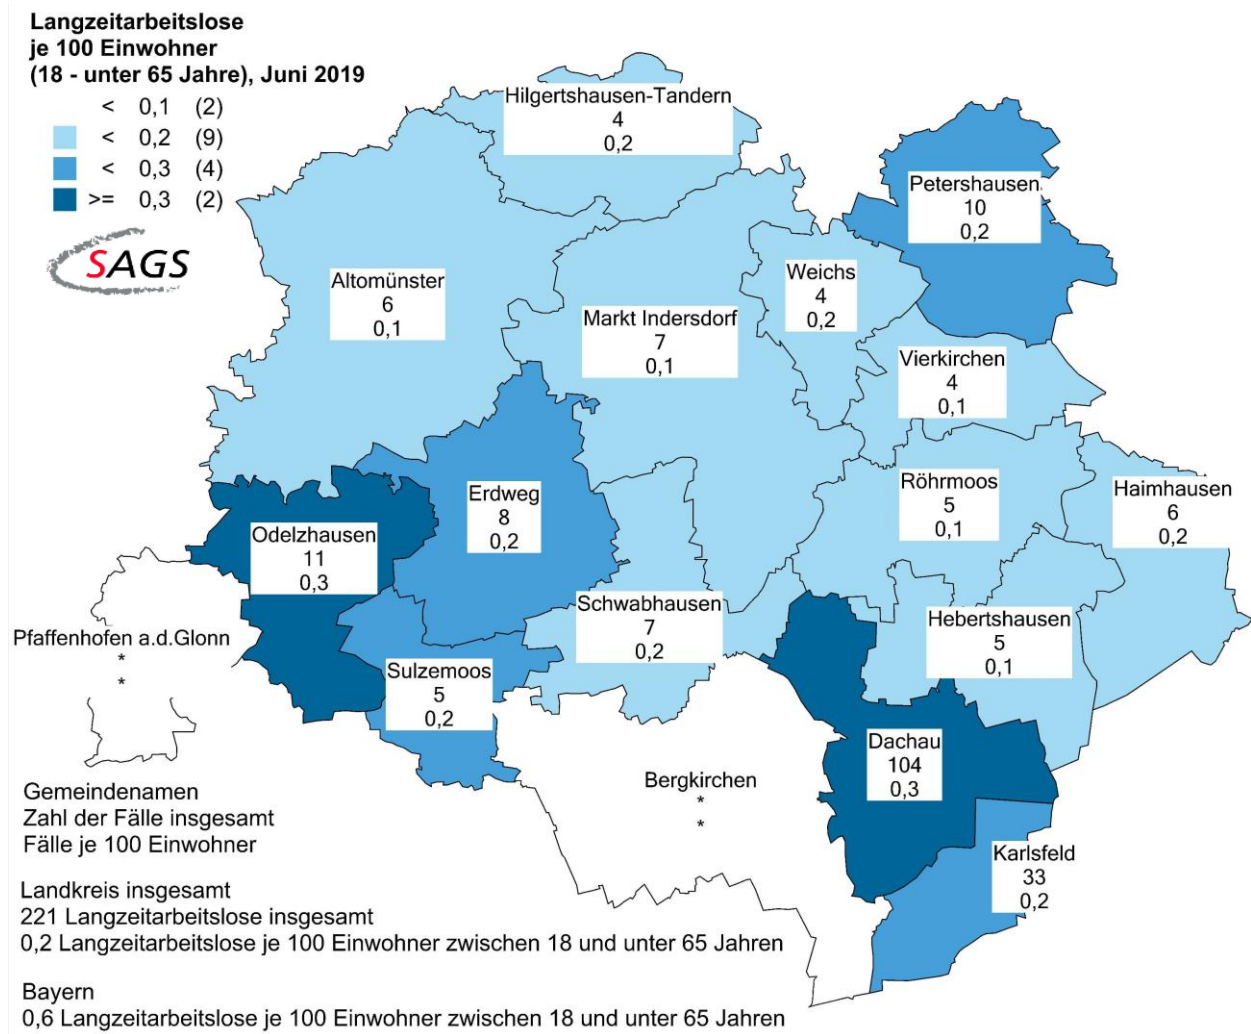 Langzeitarbeitslose
je 100 Einwohner
(18 - unter 65 Jahre), Juni 2019
< 0,1 (2)
< 0,2 (9)
< 0,3 (4)
>= 0,3 (2)
SAGS
Hilgertshausen-Tandern
4
0,2
Petershausen
10
0,2
Altomünster
6
0,1
Weichs
4
0,2
Markt Indersdorf
7
0,1
Vierkirchen
4
0,1
Erdweg
8
0,2
Röhrmoos
5
0,1
Haimhausen
6
0,2
Odelzhausen
11
0,3
Schwabhausen
7
0,2
Hebertshausen
5
0,1
Pfaffenhofen a.d.Glonn
*
*
Sulzemoos
5
0,2
Dachau
104
0,3
Bergkirchen
*
*
Karlsfeld
33
0,2
Gemeindenamen
Zahl der Fälle insgesamt
Fälle je 100 Einwohner
Landkreis insgesamt
221 Langzeitarbeitslose insgesamt
0,2 Langzeitarbeitslose je 100 Einwohner zwischen 18 und unter 65 Jahren
Bayern
0,6 Langzeitarbeitslose je 100 Einwohner zwischen 18 und unter 65 Jahren